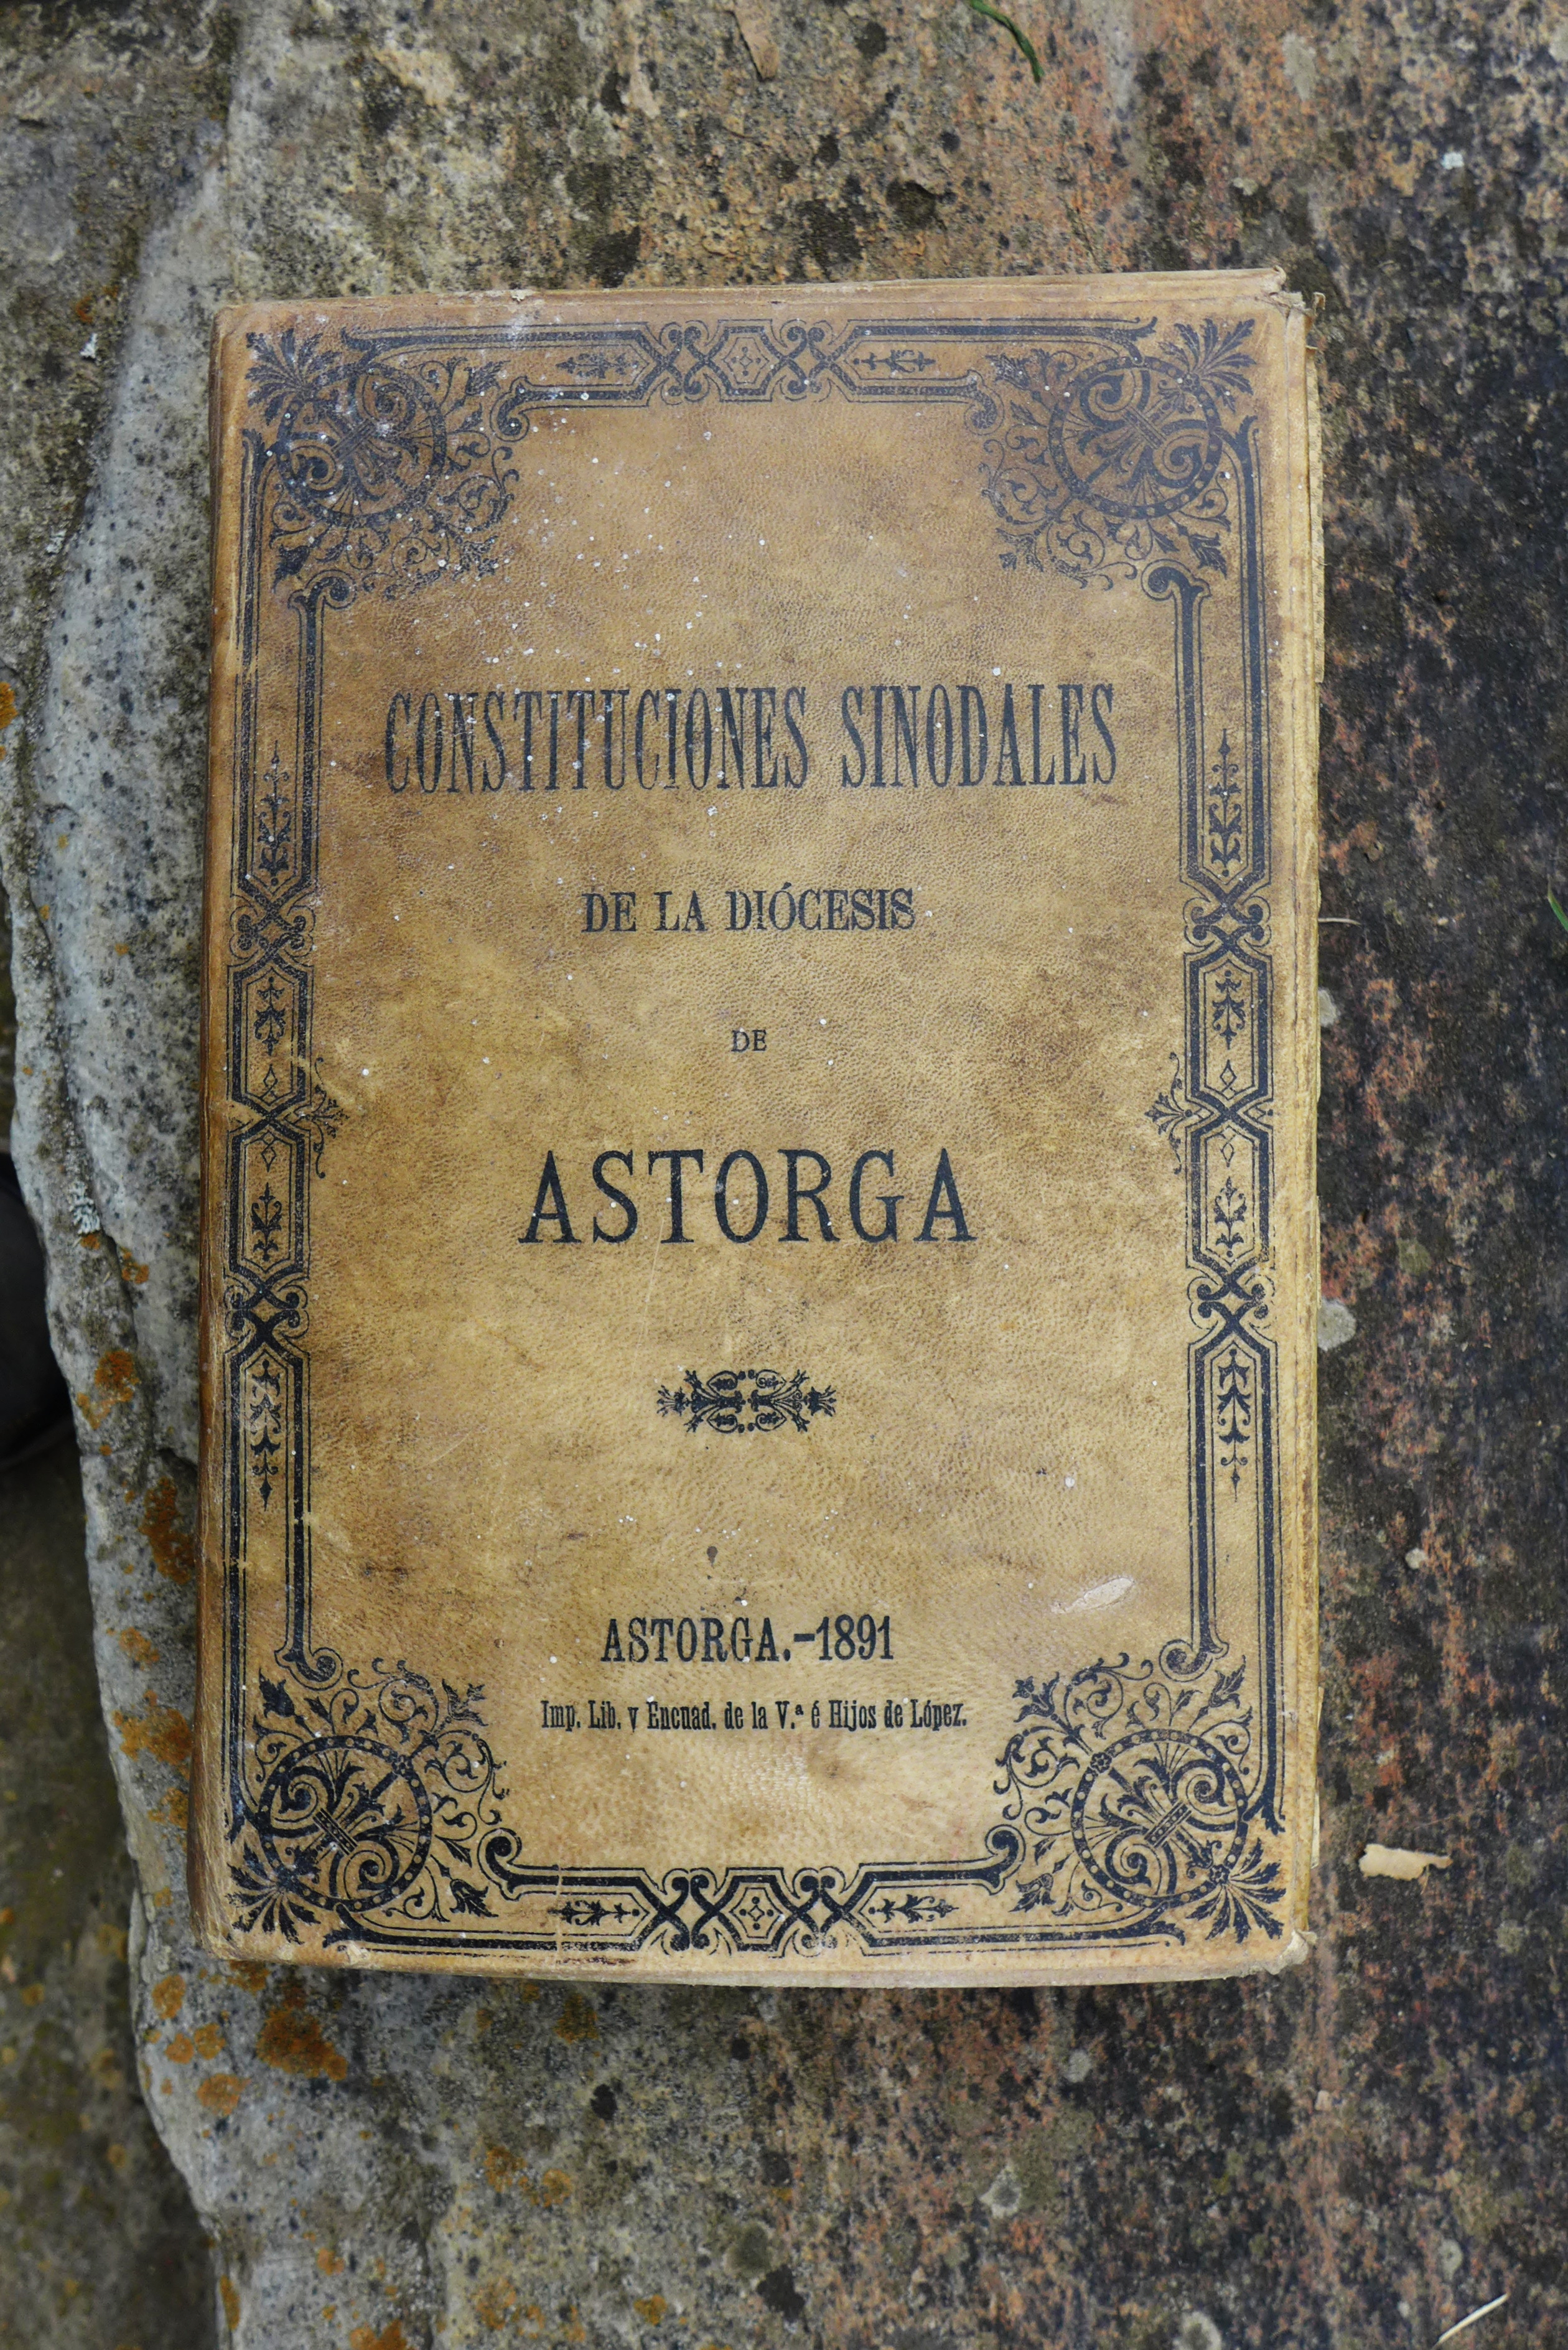 CONSTITUCIONES SINODALES
DE LA DIÓCESIS
DE
ASTORGA
ASTORGA.-1891
Imp. Lib. y Encuad. de la V.ª é Hijos de López.